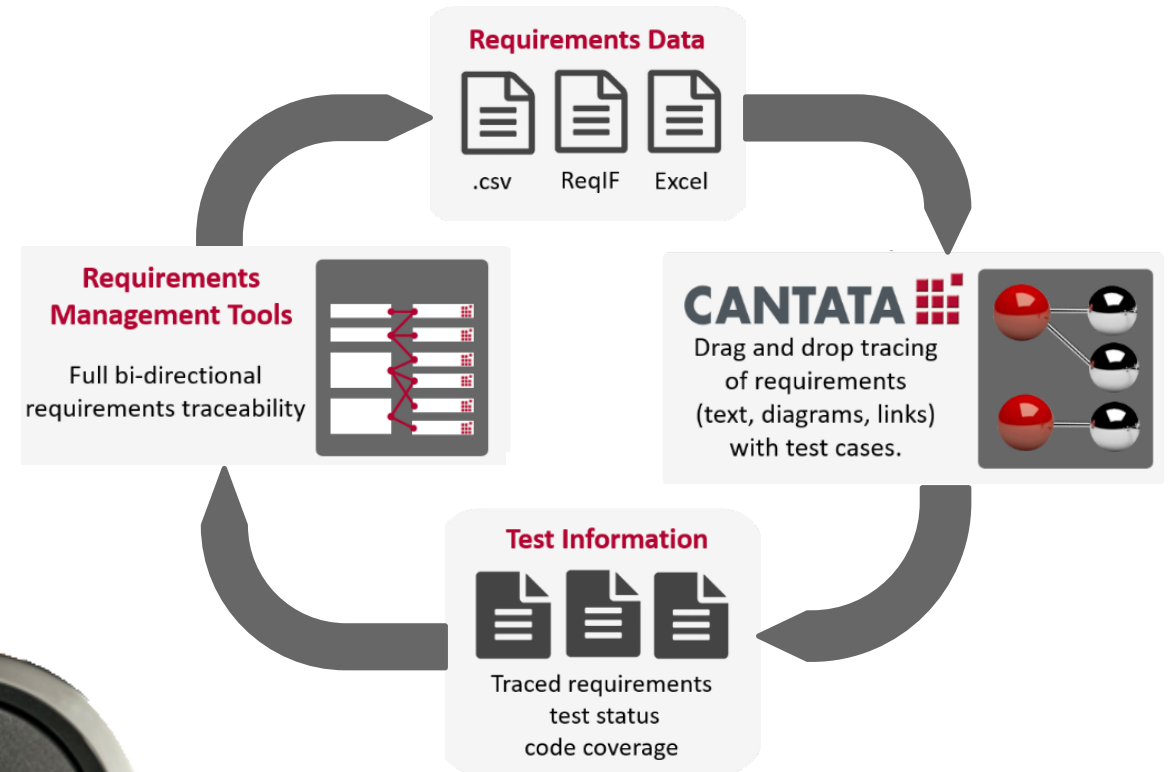 Requirements Data
.csv ReqIF Excel
Requirements
Management Tools
Full bi-directional
requirements traceability
CANTATA
Drag and drop tracing
of requirements
(text, diagrams, links)
with test cases.
Test Information
Traced requirements
test status
code coverage